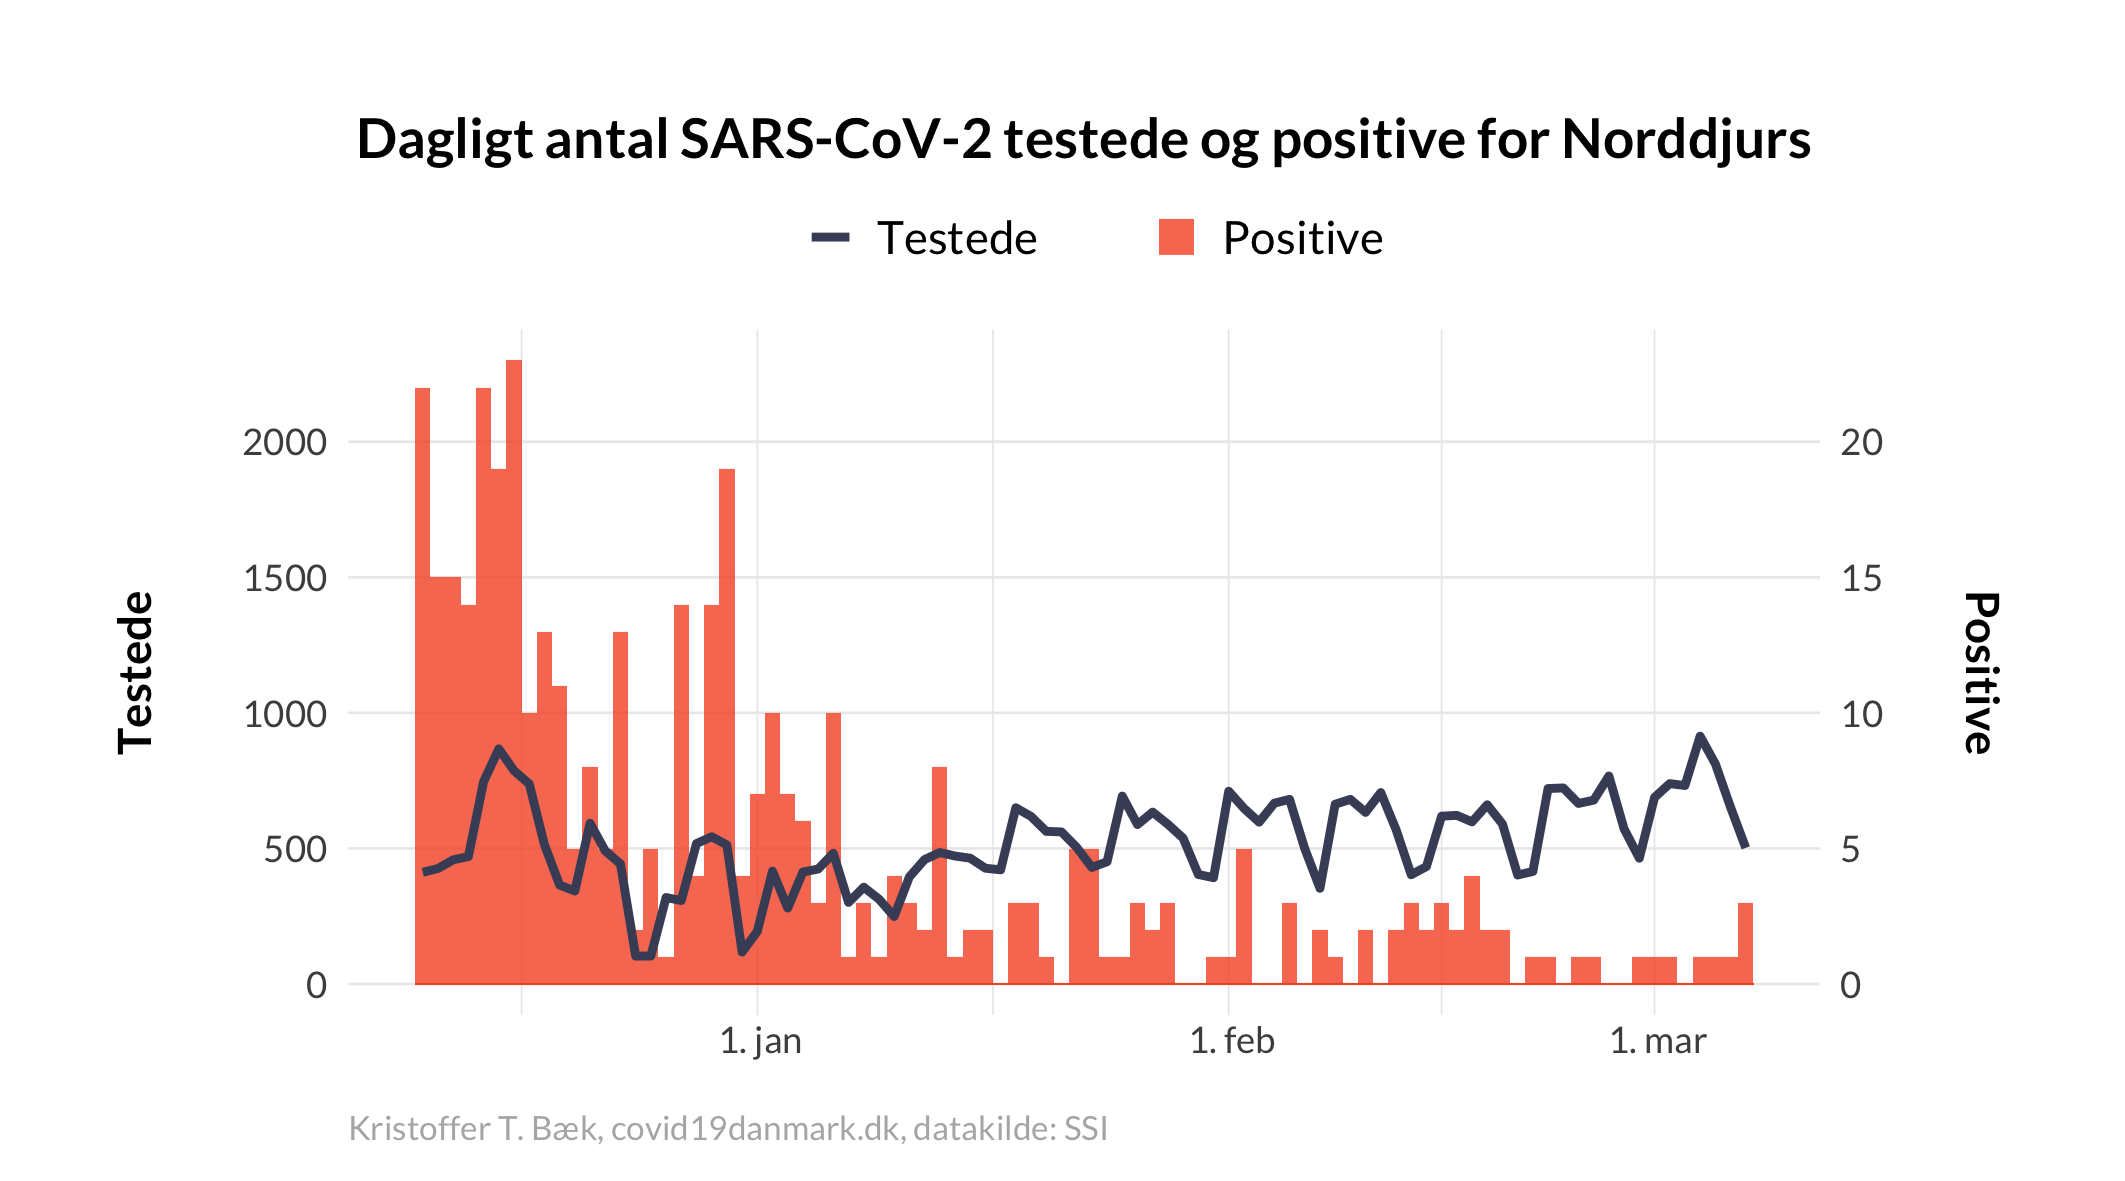 Dagligt antal SARS-CoV-2 testede og positive for Norddjurs
Testede Positive
2000 20
1500 15
1000 10
500 5
0 0
Testede
Positive
1. jan 1. feb 1. mar
Kristoffer T. Bæk, covid19danmark.dk, datakilde: SSI